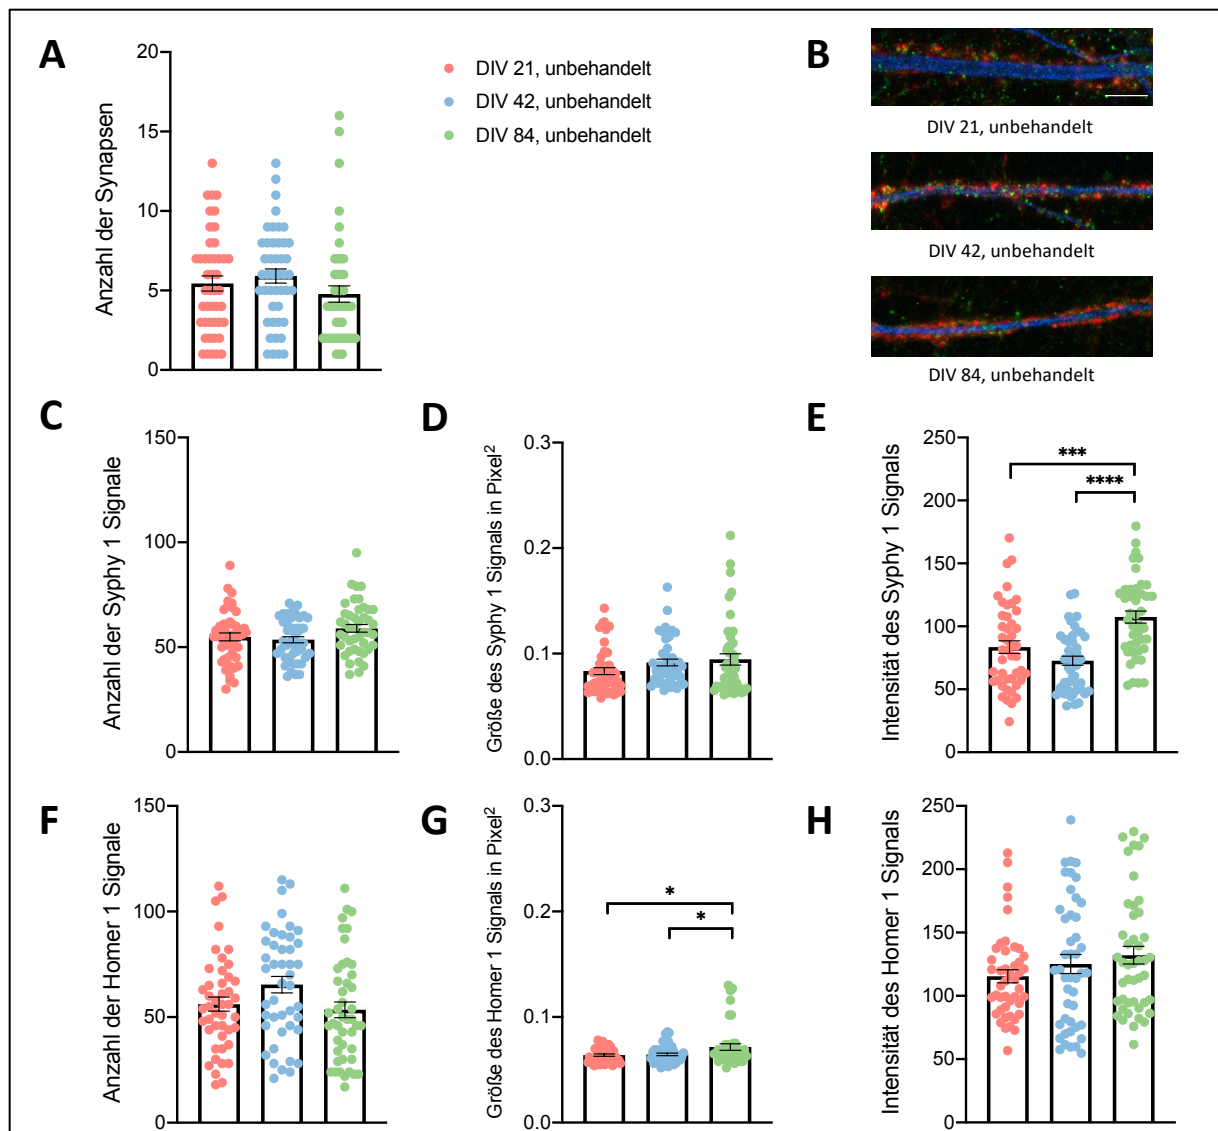 A
20
15
10
5
0
Anzahl der Synapsen
DIV 21, unbehandelt
DIV 42, unbehandelt
DIV 84, unbehandelt
B
DIV 21, unbehandelt
DIV 42, unbehandelt
DIV 84, unbehandelt
C
150
100
50
0
Anzahl der Syphy 1 Signale
D
0.3
0.2
0.1
0.0
Größe des Syphy 1 Signals in Pixel²
E
250
200
150
100
50
0
Intensität des Syphy 1 Signals
***
****
F
150
100
50
0
Anzahl der Homer 1 Signale
G
0.3
0.2
0.1
0.0
Größe des Homer 1 Signals in Pixel²
*
*
H
250
200
150
100
50
0
Intensität des Homer 1 Signals